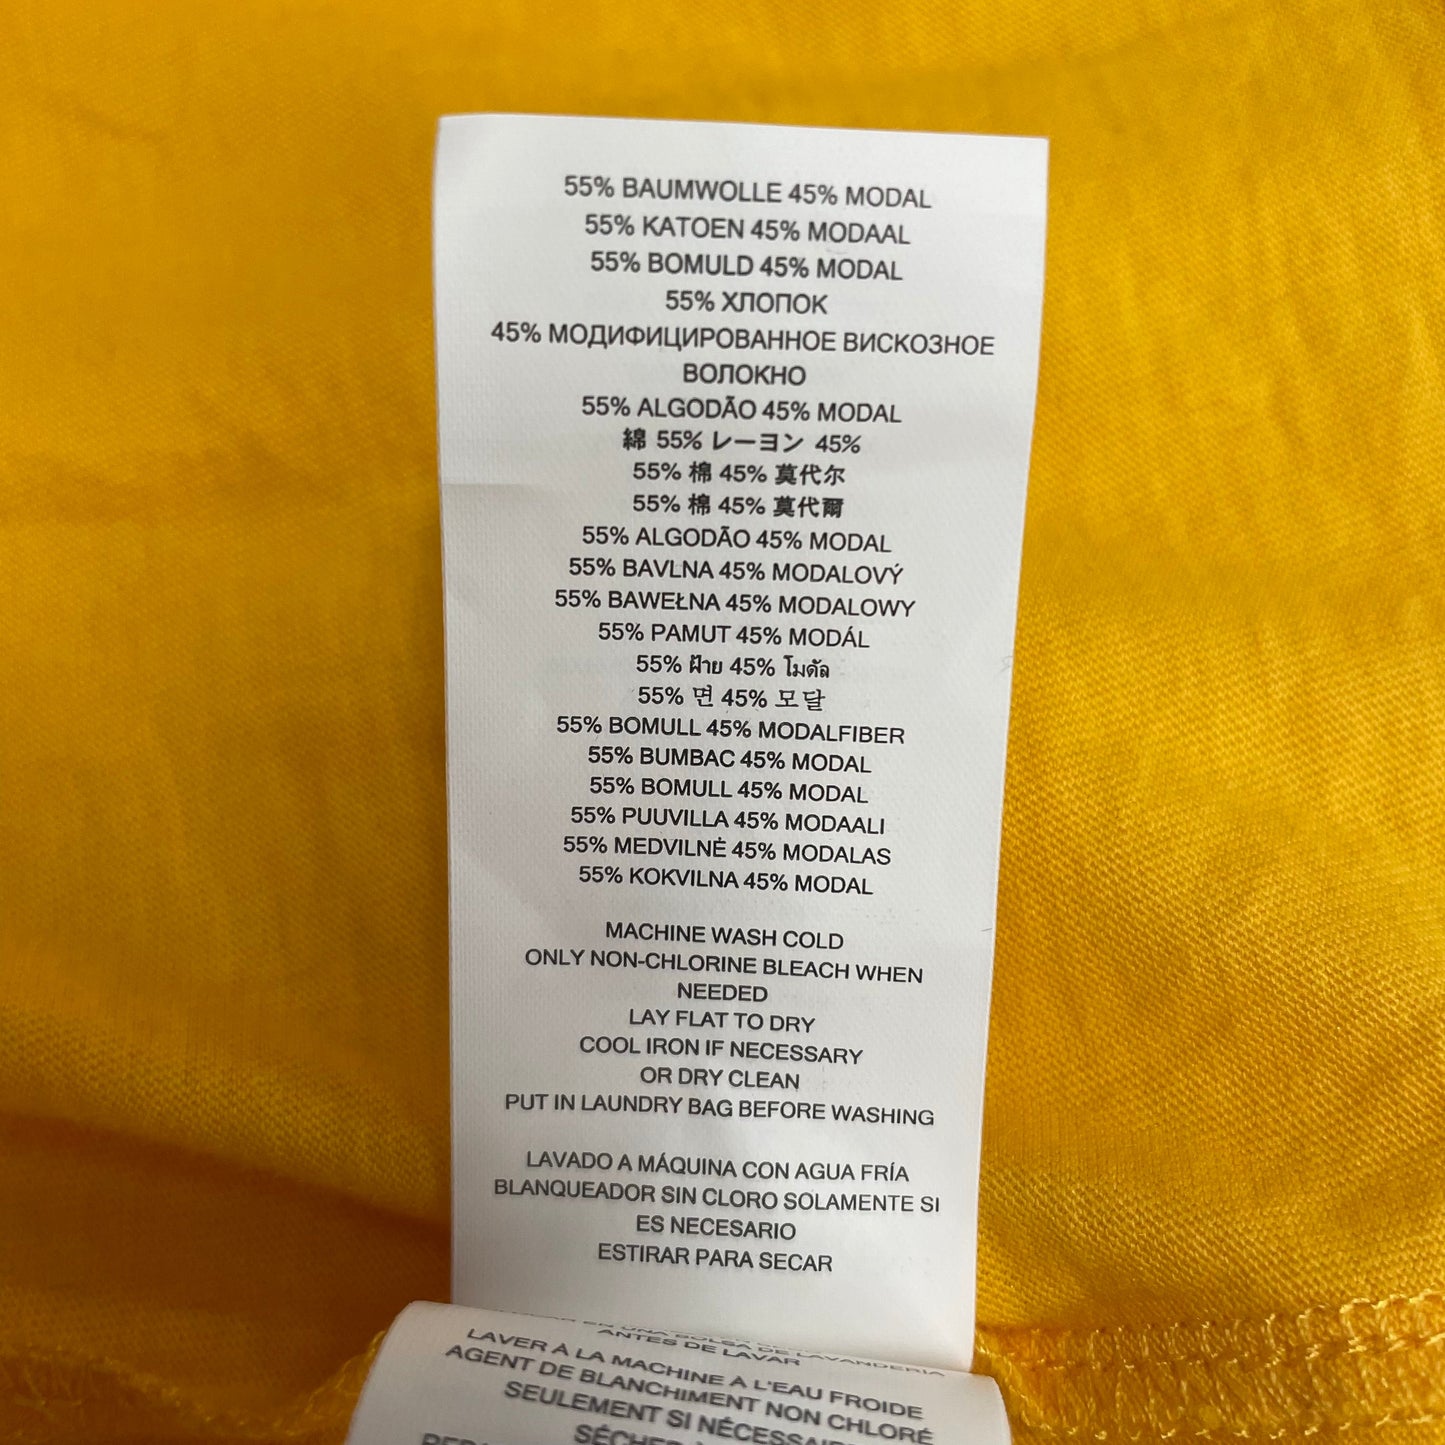 55% BAUMWOLLE 45% MODAL
55% KATOEN 45% MODAAL
55% BOMULD 45% MODAL
55% ХЛОПОК
45% МОДИФИЦИРОВАННОЕ ВИСКОЗНОЕ
ВОЛОКНО
55% ALGODÃO 45% MODAL
綿 55% レーヨン 45%
55% 棉 45% 莫代尔
55% 棉 45% 莫代爾
55% ALGODÃO 45% MODAL
55% BAVLNA 45% MODALOVÝ
55% BAWEŁNA 45% MODALOWY
55% PAMUT 45% MODÁL
55% ฝ้าย 45% โมดัล
55% 면 45% 모달
55% BOMULL 45% MODALFIBER
55% BUMBAC 45% MODAL
55% BOMULL 45% MODAL
55% PUUVILLA 45% MODAALI
55% MEDVILNĖ 45% MODALAS
55% KOKVILNA 45% MODAL
MACHINE WASH COLD
ONLY NON-CHLORINE BLEACH WHEN
NEEDED
LAY FLAT TO DRY
COOL IRON IF NECESSARY
OR DRY CLEAN
PUT IN LAUNDRY BAG BEFORE WASHING
LAVADO A MÁQUINA CON AGUA FRÍA
BLANQUEADOR SIN CLORO SOLAMENTE SI
ES NECESARIO
ESTIRAR PARA SECAR
EN UNA BOLSA DE LAVANDERÍA
ANTES DE LAVAR
LAVER À LA MACHINE À L'EAU FROIDE
AGENT DE BLANCHIMENT NON CHLORÉ
SEULEMENT SI